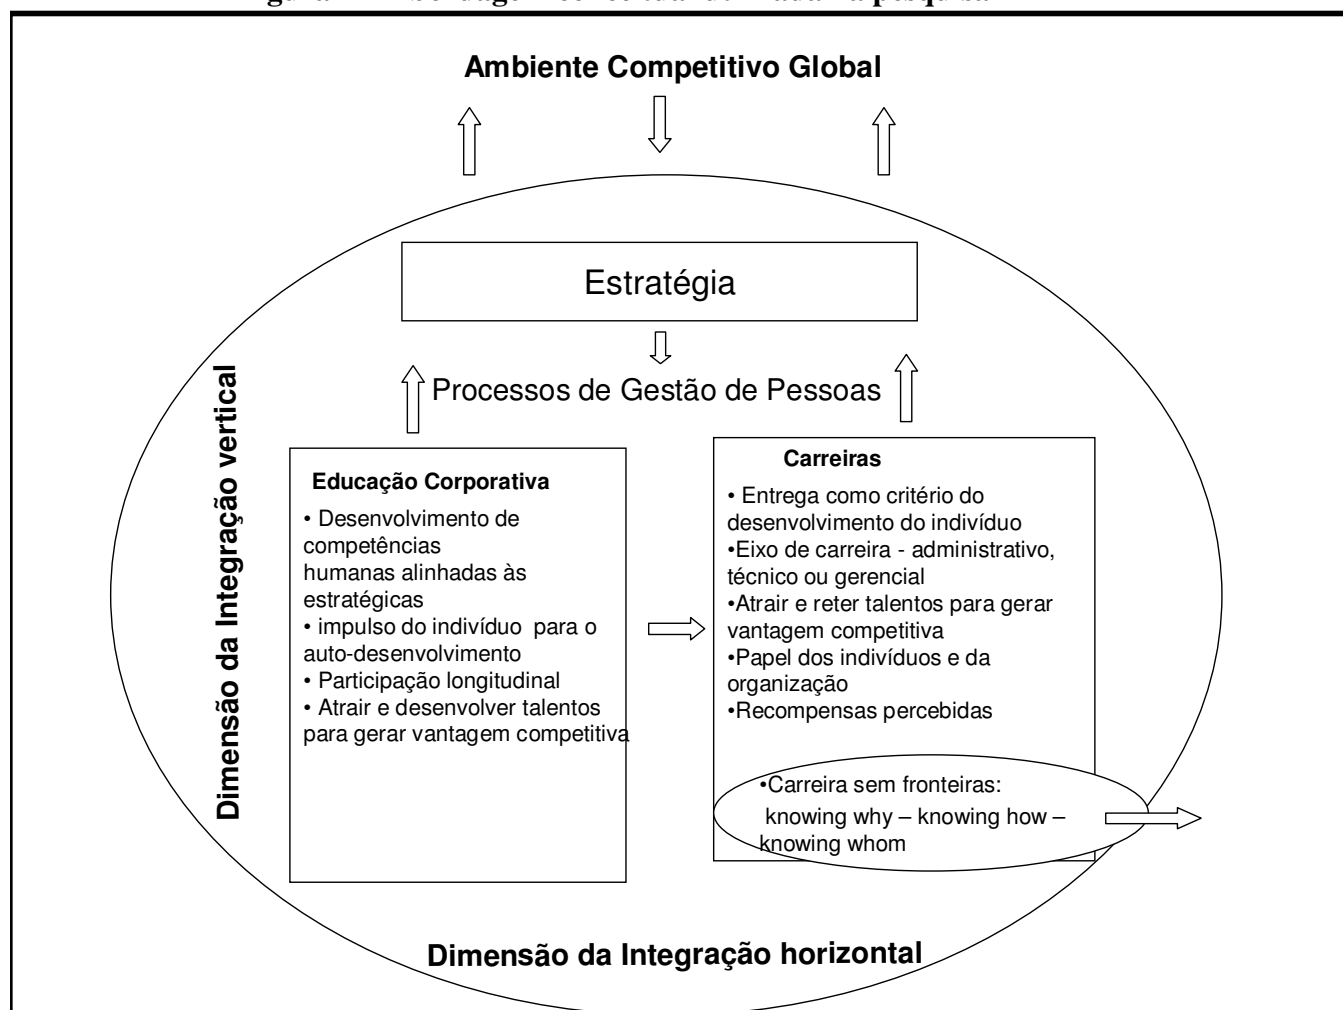 Ambiente Competitivo Global
Estratégia
Processos de Gestão de Pessoas
Dimensão da Integração vertical
Educação Corporativa
• Desenvolvimento de
competências
humanas alinhadas às
estratégicas
• impulso do indivíduo para o
auto-desenvolvimento
• Participação longitudinal
• Atrair e desenvolver talentos
para gerar vantagem competitiva
Carreiras
• Entrega como critério do
desenvolvimento do indivíduo
•Eixo de carreira - administrativo,
técnico ou gerencial
•Atrair e reter talentos para gerar
vantagem competitiva
•Papel dos indivíduos e da
organização
•Recompensas percebidas
•Carreira sem fronteiras:
knowing why – knowing how –
knowing whom
Dimensão da Integração horizontal